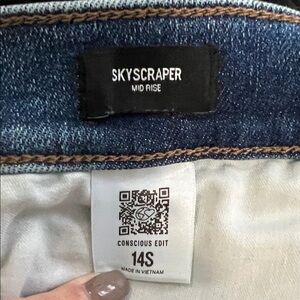 SKYSCRAPER
MID RISE
CONSCIOUS EDIT
14S
MADE IN VIETNAM